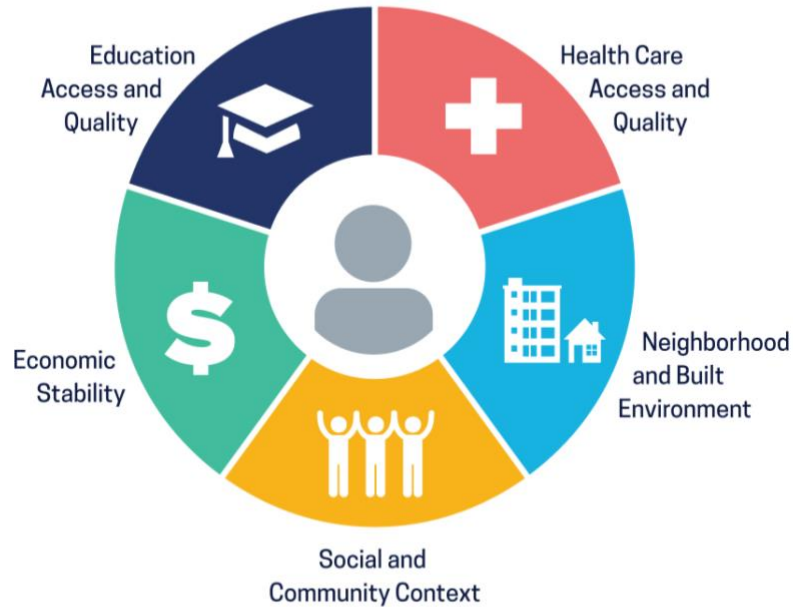 Education
Access and
Quality
Health Care
Access and
Quality
$
Economic
Stability
Neighborhood
and Built
Environment
Social and
Community Context